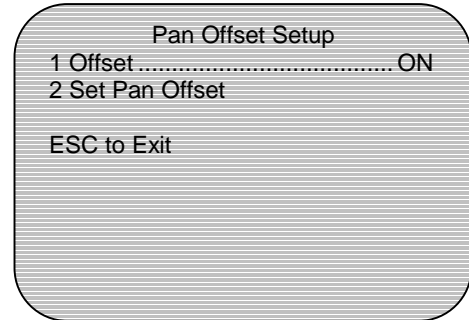 Pan Offset Setup
1 Offset ...................................... ON
2 Set Pan Offset
ESC to Exit